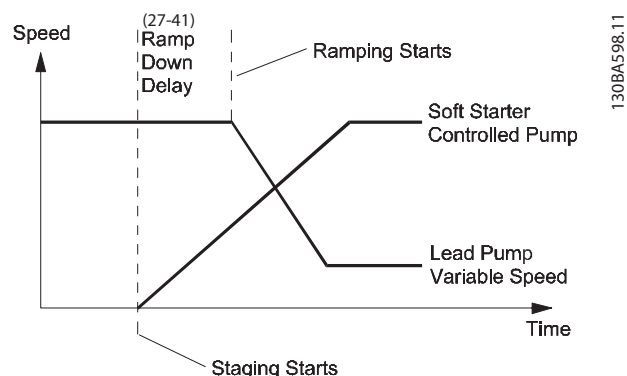 Speed
(27-41)
Ramp
Down
Delay
Ramping Starts
130BA598.11
Soft Starter
Controlled Pump
Lead Pump
Variable Speed
Time
Staging Starts